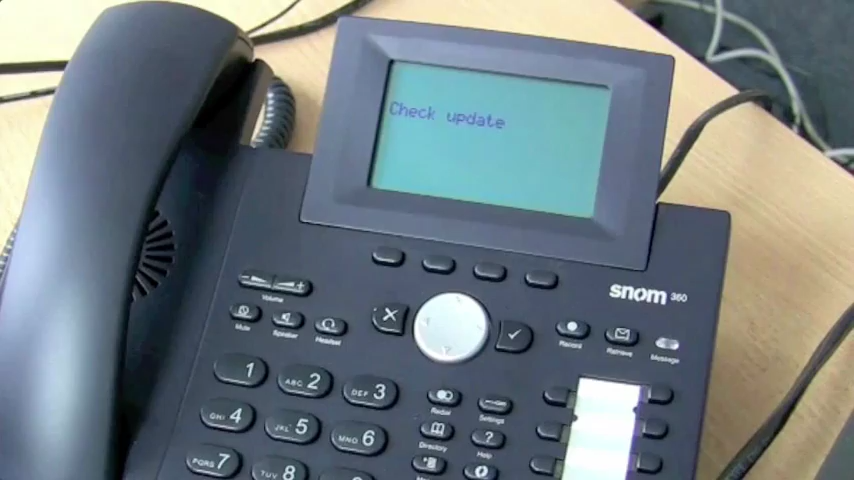 Check update
snom 360
- +
Volume
Mute
Speaker
Headset
Record
Retrieve
Message
1
ABC 2
DEF 3
GHI 4
JKL 5
MNO 6
PQRS 7
TUV 8
Redial
Settings
Directory
?
Help